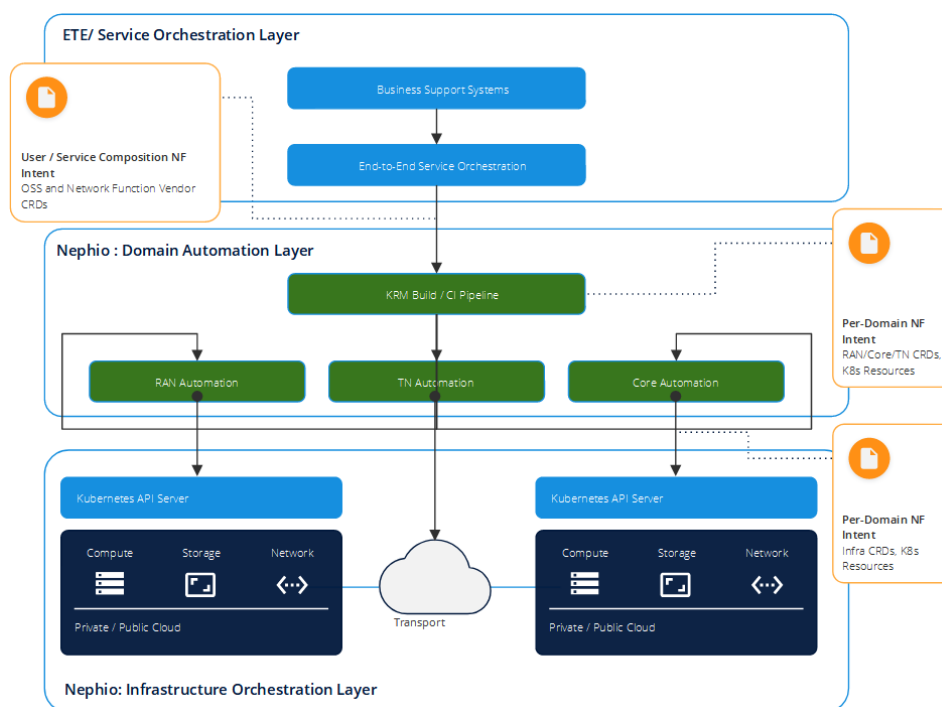 ETE/ Service Orchestration Layer
Business Support Systems
User / Service Composition NF
Intent
OSS and Network Function Vendor
CRDs
End-to-End Service Orchestration
Nephio : Domain Automation Layer
KRM Build / CI Pipeline
Per-Domain NF
Intent
RAN/Core/TN CRDs,
K8s Resources
RAN Automation
TN Automation
Core Automation
Kubernetes API Server
Kubernetes API Server
Per-Domain NF
Intent
Infra CRDs, K8s
Resources
Compute
Storage
Network
Private / Public Cloud
Transport
Compute
Storage
Network
Private / Public Cloud
Nephio: Infrastructure Orchestration Layer